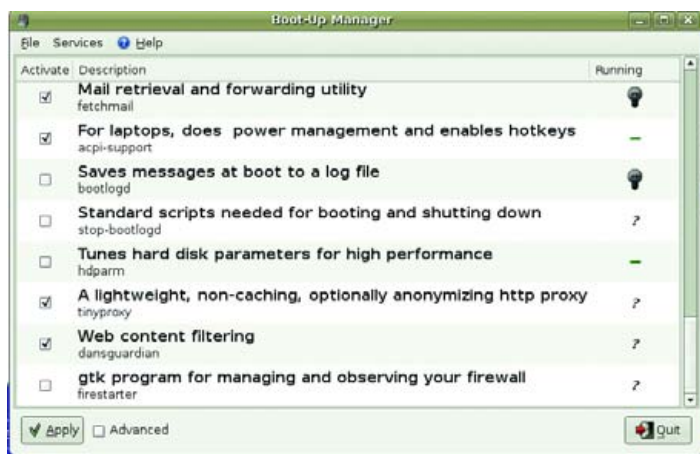 Boot-Up Manager
File Services Help
Activate Description Running
Mail retrieval and forwarding utility
fetchmail
For laptops, does power management and enables hotkeys
acpi-support
-
Saves messages at boot to a log file
bootlogd
Standard scripts needed for booting and shutting down
stop-bootlogd
?
Tunes hard disk parameters for high performance
hdparm
-
A lightweight, non-caching, optionally anonymizing http proxy
tinyproxy
?
Web content filtering
dansguardian
?
gtk program for managing and observing your firewall
firestarter
?
Apply Advanced Quit